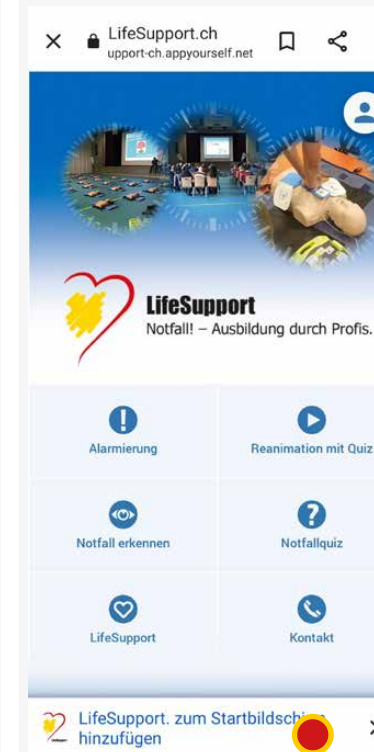 LifeSupport.ch
upport-ch.appyourself.net
LifeSupport
Notfall! – Ausbildung durch Profis.
Alarmierung
Reanimation mit Quiz
Notfall erkennen
Notfallquiz
LifeSupport
Kontakt
LifeSupport. zum
hinzufügen